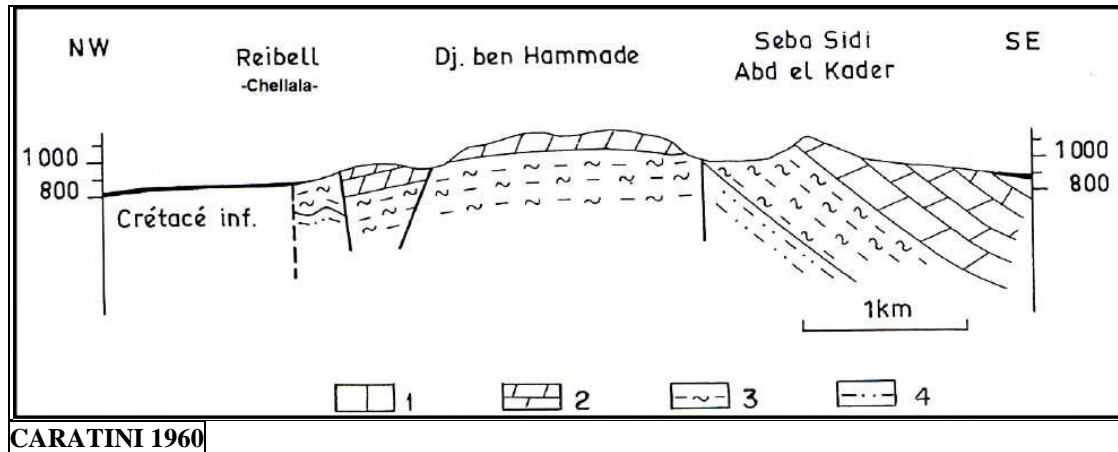 NW
Reibell
-Chellala-
Dj. ben Hammade
Seba Sidi
Abd el Kader
SE
1000
800
1000
800
Crétacé inf.
1km
1
2
3
4
CARATINI 1960